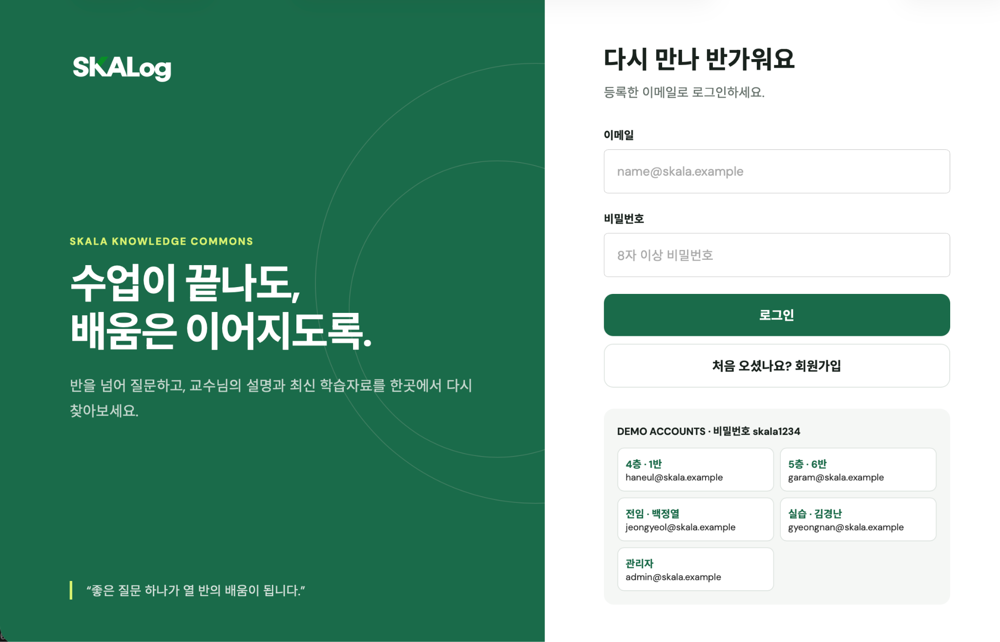 SKALog
SKALA KNOWLEDGE COMMONS
수업이 끝나도,
배움은 이어지도록.
반을 넘어 질문하고, 교수님의 설명과 최신 학습자료를 한곳에서 다시
찾아보세요.
“좋은 질문 하나가 열 반의 배움이 됩니다.”
다시 만나 반가워요
등록한 이메일로 로그인하세요.
이메일
name@skala.example
비밀번호
8자 이상 비밀번호
로그인
처음 오셨나요? 회원가입
DEMO ACCOUNTS · 비밀번호 skala1234
4층 · 1반
haneul@skala.example
5층 · 6반
garam@skala.example
전임 · 백정열
jeongyeol@skala.example
실습 · 김경난
gyeongnan@skala.example
관리자
admin@skala.example